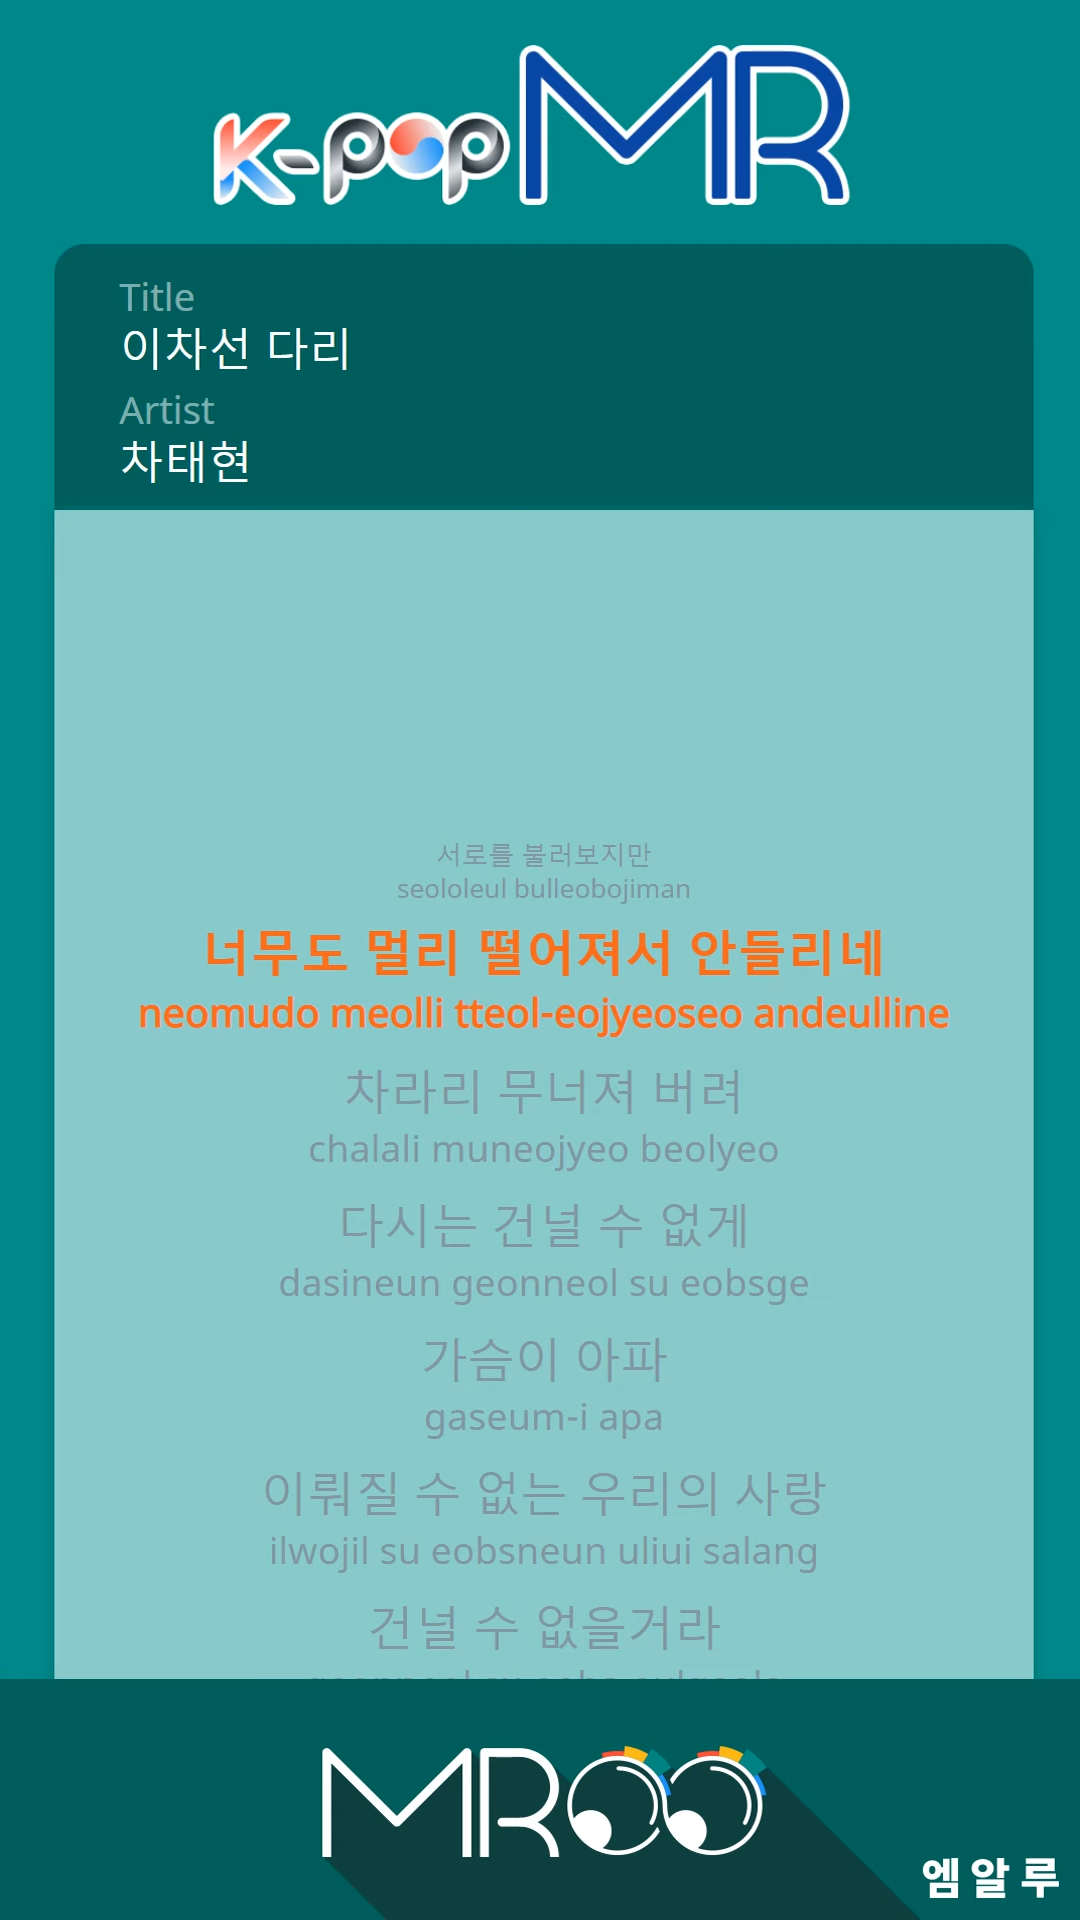 K-pop MR
Title
이차선 다리
Artist
차태현
서로를 불러보지만
seololeul bulleobojiman
너무도 멀리 떨어져서 안들리네
neomudo meolli tteol-eojyeoseo andeulline
차라리 무너져 버려
chalali muneojyeo beolyeo
다시는 건널 수 없게
dasineun geonneol su eobsge
가슴이 아파
gaseum-i apa
이뤄질 수 없는 우리의 사랑
ilwojil su eobsneun uliui salang
건널 수 없을거라
MROO
엠알루